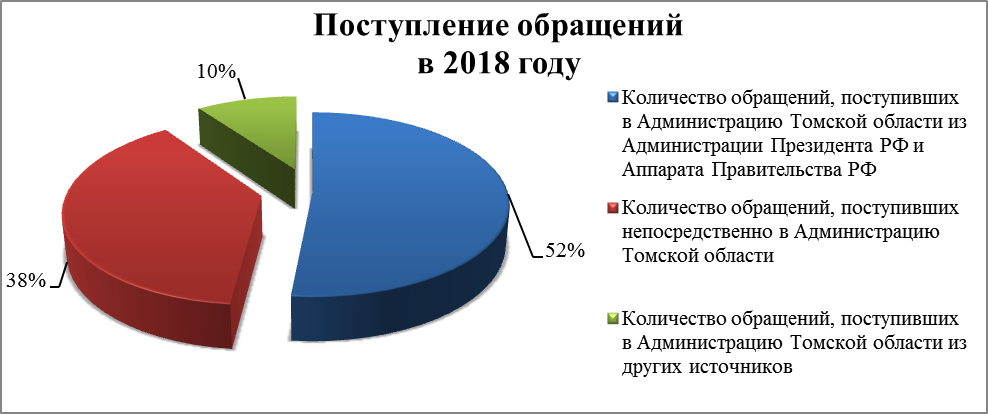 Поступление обращений
в 2018 году
10%
52%
38%
Количество обращений, поступивших
в Администрацию Томской области из
Администрации Президента РФ и
Аппарата Правительства РФ
Количество обращений, поступивших
непосредственно в Администрацию
Томской области
Количество обращений, поступивших
в Администрацию Томской области из
других источников